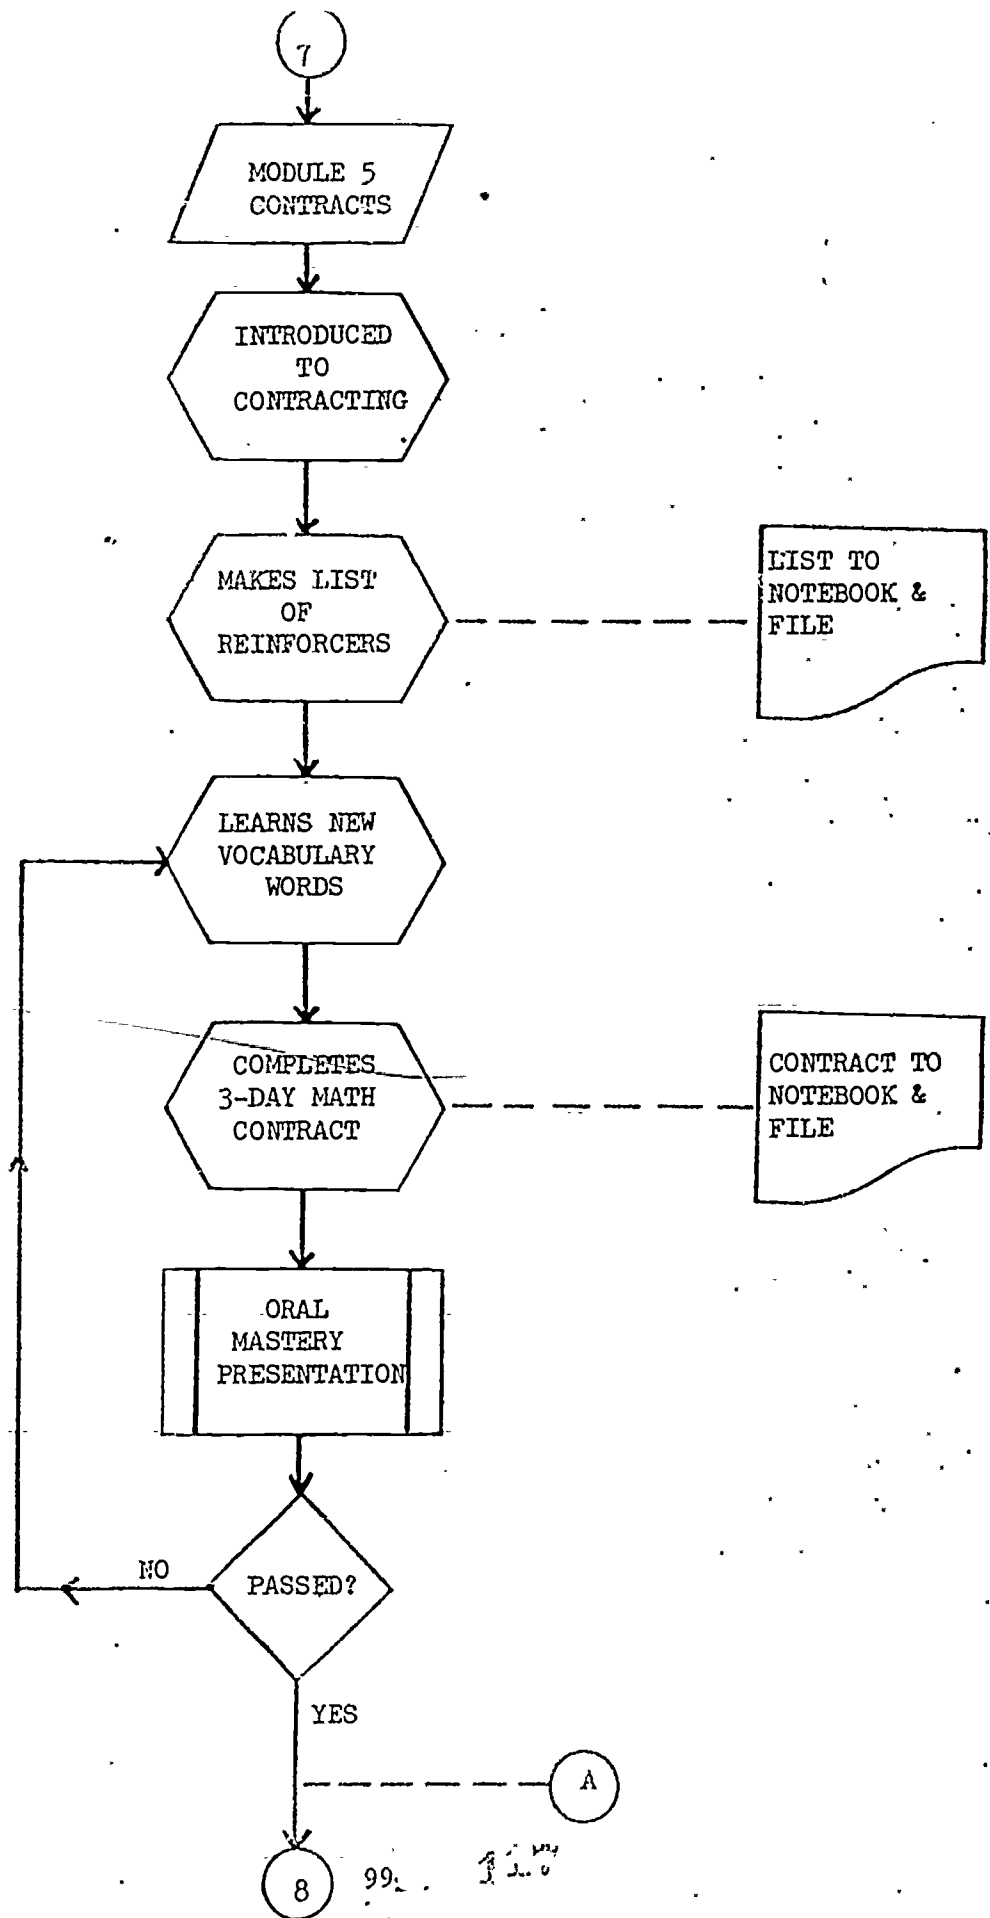 7
MODULE 5
CONTRACTS
INTRODUCED
TO
CONTRACTING
MAKES LIST
OF
REINFORCERS
LIST TO
NOTEBOOK &
FILE
LEARNS NEW
VOCABULARY
WORDS
COMPLETES
3-DAY MATH
CONTRACT
CONTRACT TO
NOTEBOOK &
FILE
ORAL
MASTERY
PRESENTATION
PASSED?
NO
YES
A
8
99